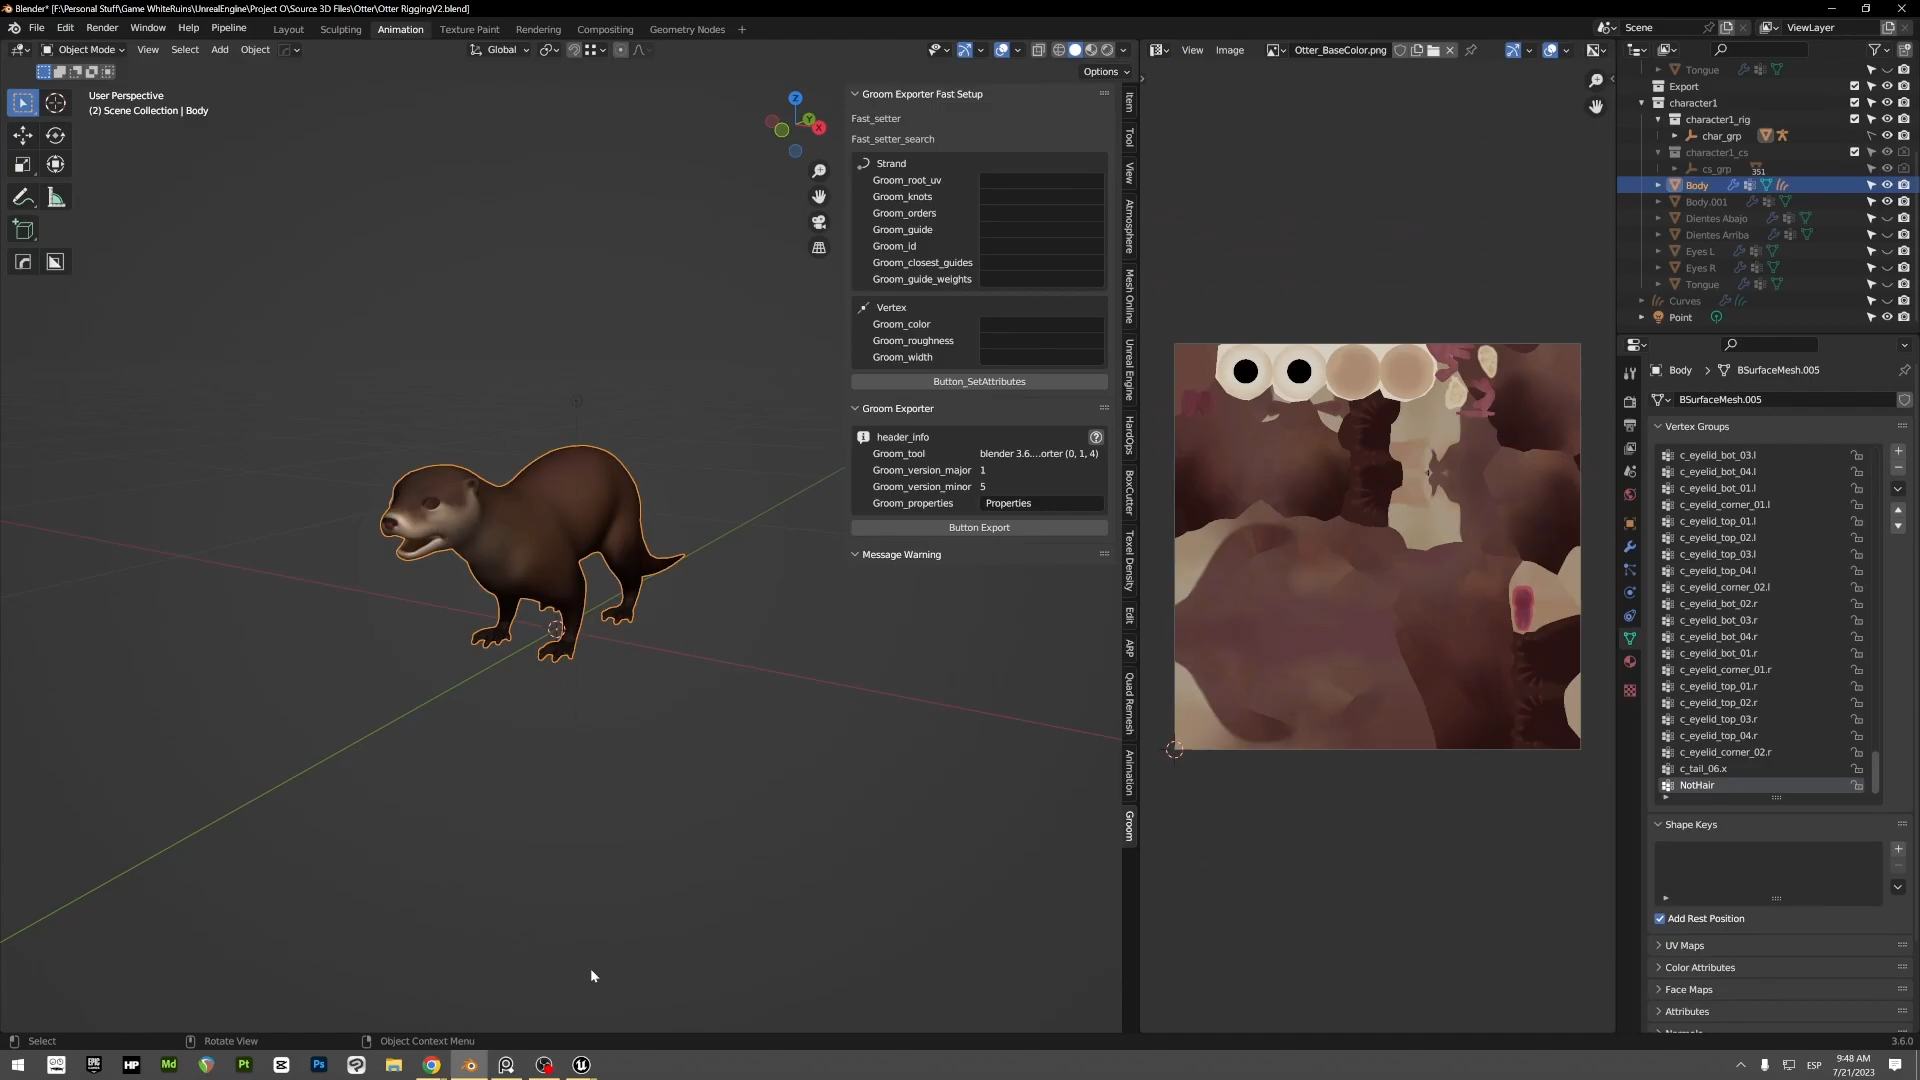 Blender* [F:\Personal Stuff\Game WhiteRuins\UnrealEngine\Project O\Source 3D Files\Otter\Otter RiggingV2.blend]
File Edit Render Window Help Pipeline Layout Sculpting Animation Texture Paint Rendering Compositing Geometry Nodes + Scene ViewLayer
Object Mode View Select Add Object Global View Image Otter_BaseColor.png
Options
User Perspective
(2) Scene Collection | Body
Z
Y
X
Groom Exporter Fast Setup
Fast_setter
Fast_setter_search
Strand
Groom_root_uv
Groom_knots
Groom_orders
Groom_guide
Groom_id
Groom_closest_guides
Groom_guide_weights
Vertex
Groom_color
Groom_roughness
Groom_width
Button_SetAttributes
Groom Exporter
header_info
Groom_tool blender 3.6....orter (0, 1, 4)
Groom_version_major 1
Groom_version_minor 5
Groom_properties Properties
Button Export
Message Warning
Item
Tool
View
Atmosphere
Mesh Online
Unreal Engine
HardOps
BoxCutter
Texel Density
Edit
ARP
Quad Remesh
Animation
Groom
Tongue
Export
character1
character1_rig
char_grp
character1_cs
cs_grp 351
Body
Body.001
Dientes Abajo
Dientes Arriba
Eyes L
Eyes R
Tongue
Curves
Point
Body > BSurfaceMesh.005
BSurfaceMesh.005
Vertex Groups
c_eyelid_bot_03.l
c_eyelid_bot_04.l
c_eyelid_bot_01.l
c_eyelid_corner_01.l
c_eyelid_top_01.l
c_eyelid_top_02.l
c_eyelid_top_03.l
c_eyelid_top_04.l
c_eyelid_corner_02.l
c_eyelid_bot_02.r
c_eyelid_bot_03.r
c_eyelid_bot_04.r
c_eyelid_bot_01.r
c_eyelid_corner_01.r
c_eyelid_top_01.r
c_eyelid_top_02.r
c_eyelid_top_03.r
c_eyelid_top_04.r
c_eyelid_corner_02.r
c_tail_06.x
NotHair
Shape Keys
Add Rest Position
UV Maps
Color Attributes
Face Maps
Attributes
Select Rotate View Object Context Menu 3.6.0
EPIC GAMES HP Md Pt Ps
ESP 9:48 AM
7/21/2023